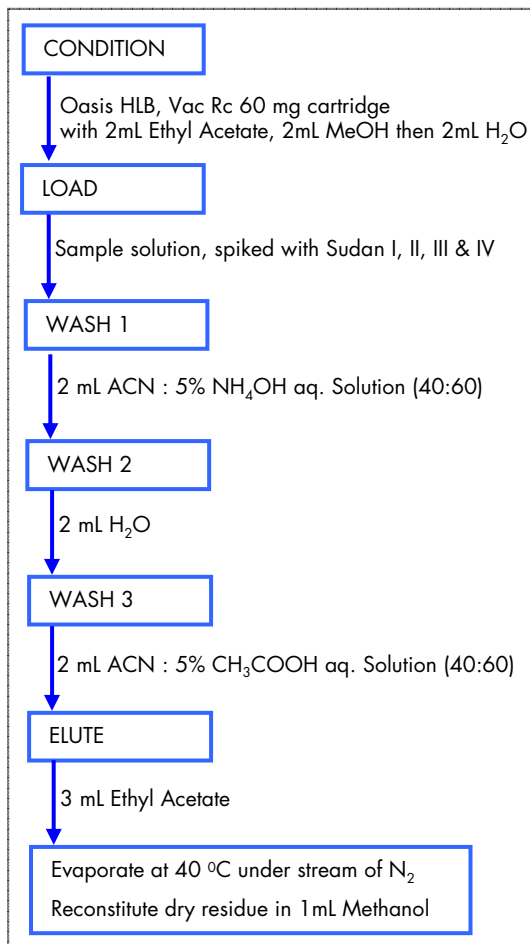 CONDITION
Oasis HLB, Vac Rc 60 mg cartridge
with 2mL Ethyl Acetate, 2mL MeOH then 2mL H₂O
LOAD
Sample solution, spiked with Sudan I, II, III & IV
WASH 1
2 mL ACN : 5% NH₄OH aq. Solution (40:60)
WASH 2
2 mL H₂O
WASH 3
2 mL ACN : 5% CH₃COOH aq. Solution (40:60)
ELUTE
3 mL Ethyl Acetate
Evaporate at 40 ⁰C under stream of N₂
Reconstitute dry residue in 1mL Methanol